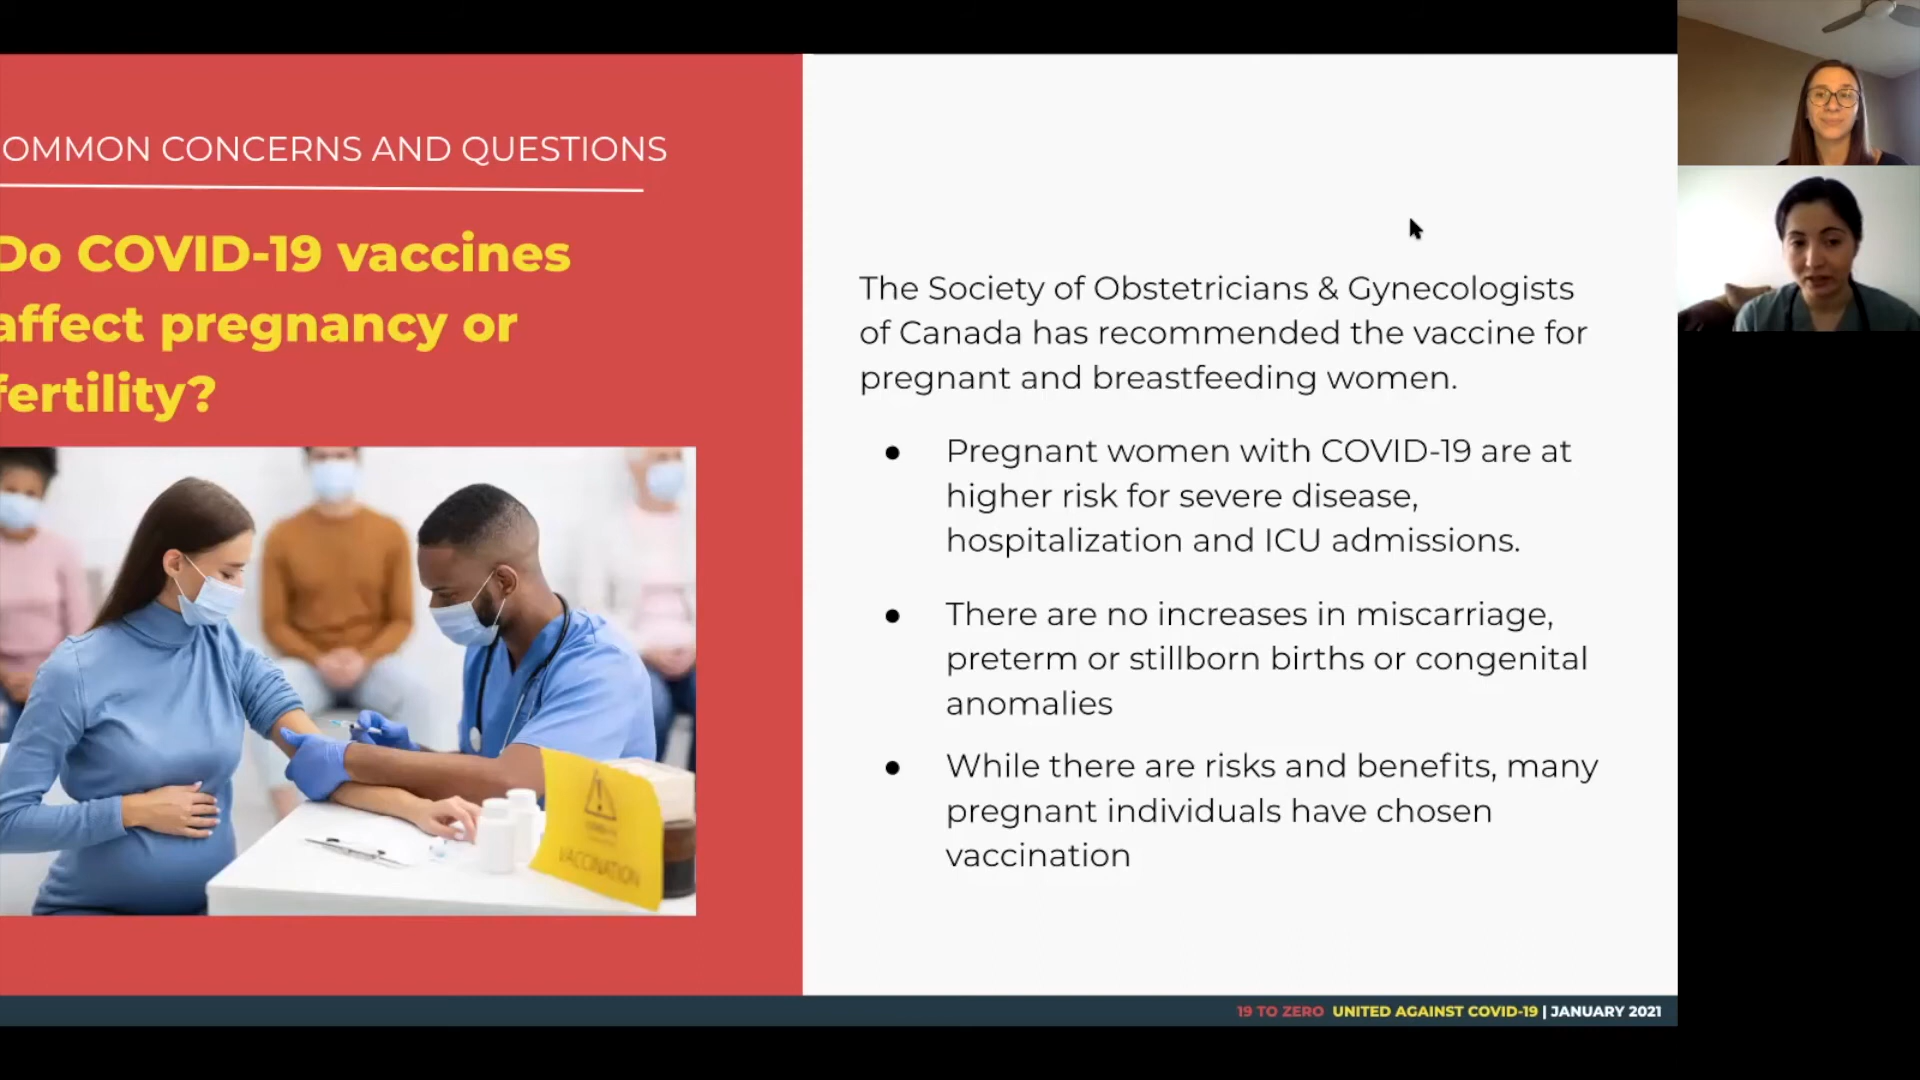 OMMON CONCERNS AND QUESTIONS
Do COVID-19 vaccines
affect pregnancy or
fertility?
VACCINATION
The Society of Obstetricians & Gynecologists
of Canada has recommended the vaccine for
pregnant and breastfeeding women.
● Pregnant women with COVID-19 are at
higher risk for severe disease,
hospitalization and ICU admissions.
● There are no increases in miscarriage,
preterm or stillborn births or congenital
anomalies
● While there are risks and benefits, many
pregnant individuals have chosen
vaccination
19 TO ZERO UNITED AGAINST COVID-19 | JANUARY 2021